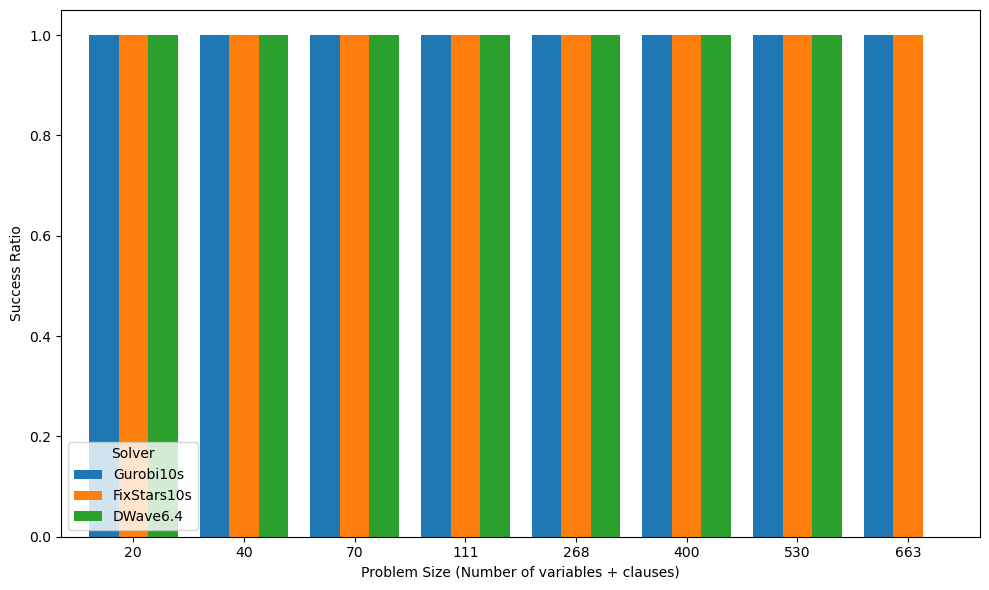 1.0
0.8
0.6
0.4
0.2
0.0
Success Ratio
Solver
Gurobi10s
FixStars10s
DWave6.4
20 40 70 111 268 400 530 663
Problem Size (Number of variables + clauses)